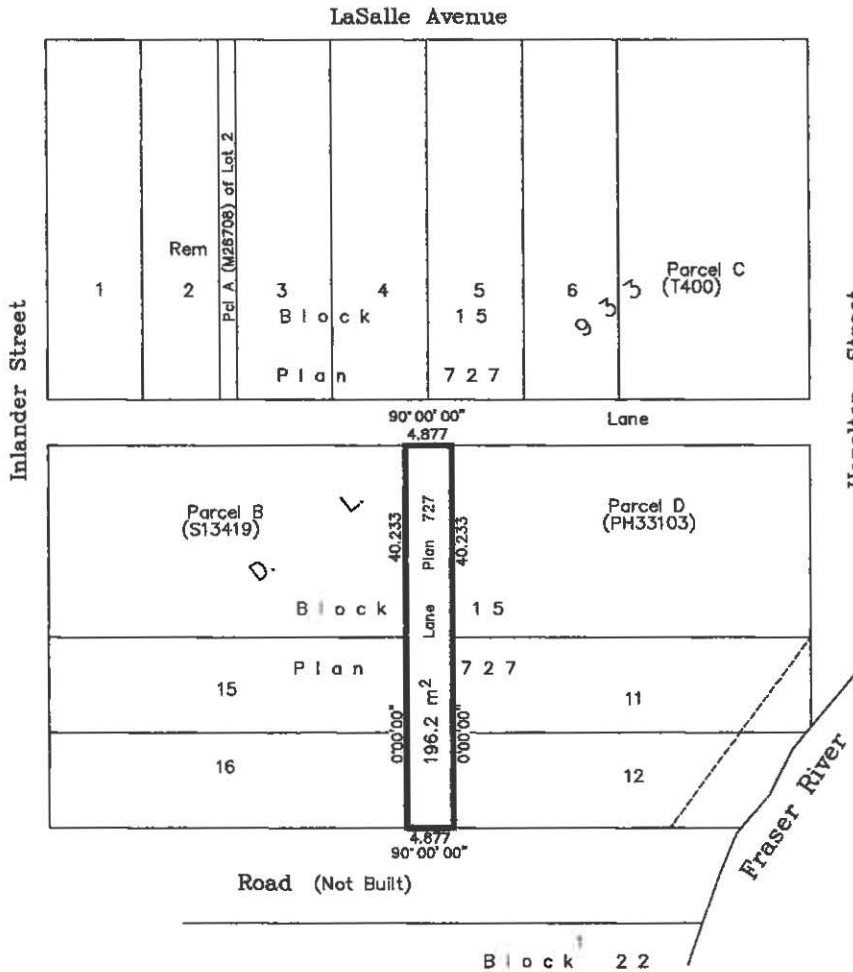 LaSalle Avenue
Inlander Street
Pcl A (M26708) of Lot 2
Rem
1
2
3
4
5
6
933
Parcel C
(T400)
Block 15
Plan 727
Street
90°00'00"
4.877
Lane
Parcel B
(S13419)
D. L.
40.233
Lane Plan 727
40.233
Parcel D
(PH33103)
Block 15
Plan 727
15
11
0°00'00"
196.2 m²
0°00'00"
16
12
4.877
90°00'00"
Fraser River
Road (Not Built)
Block 22